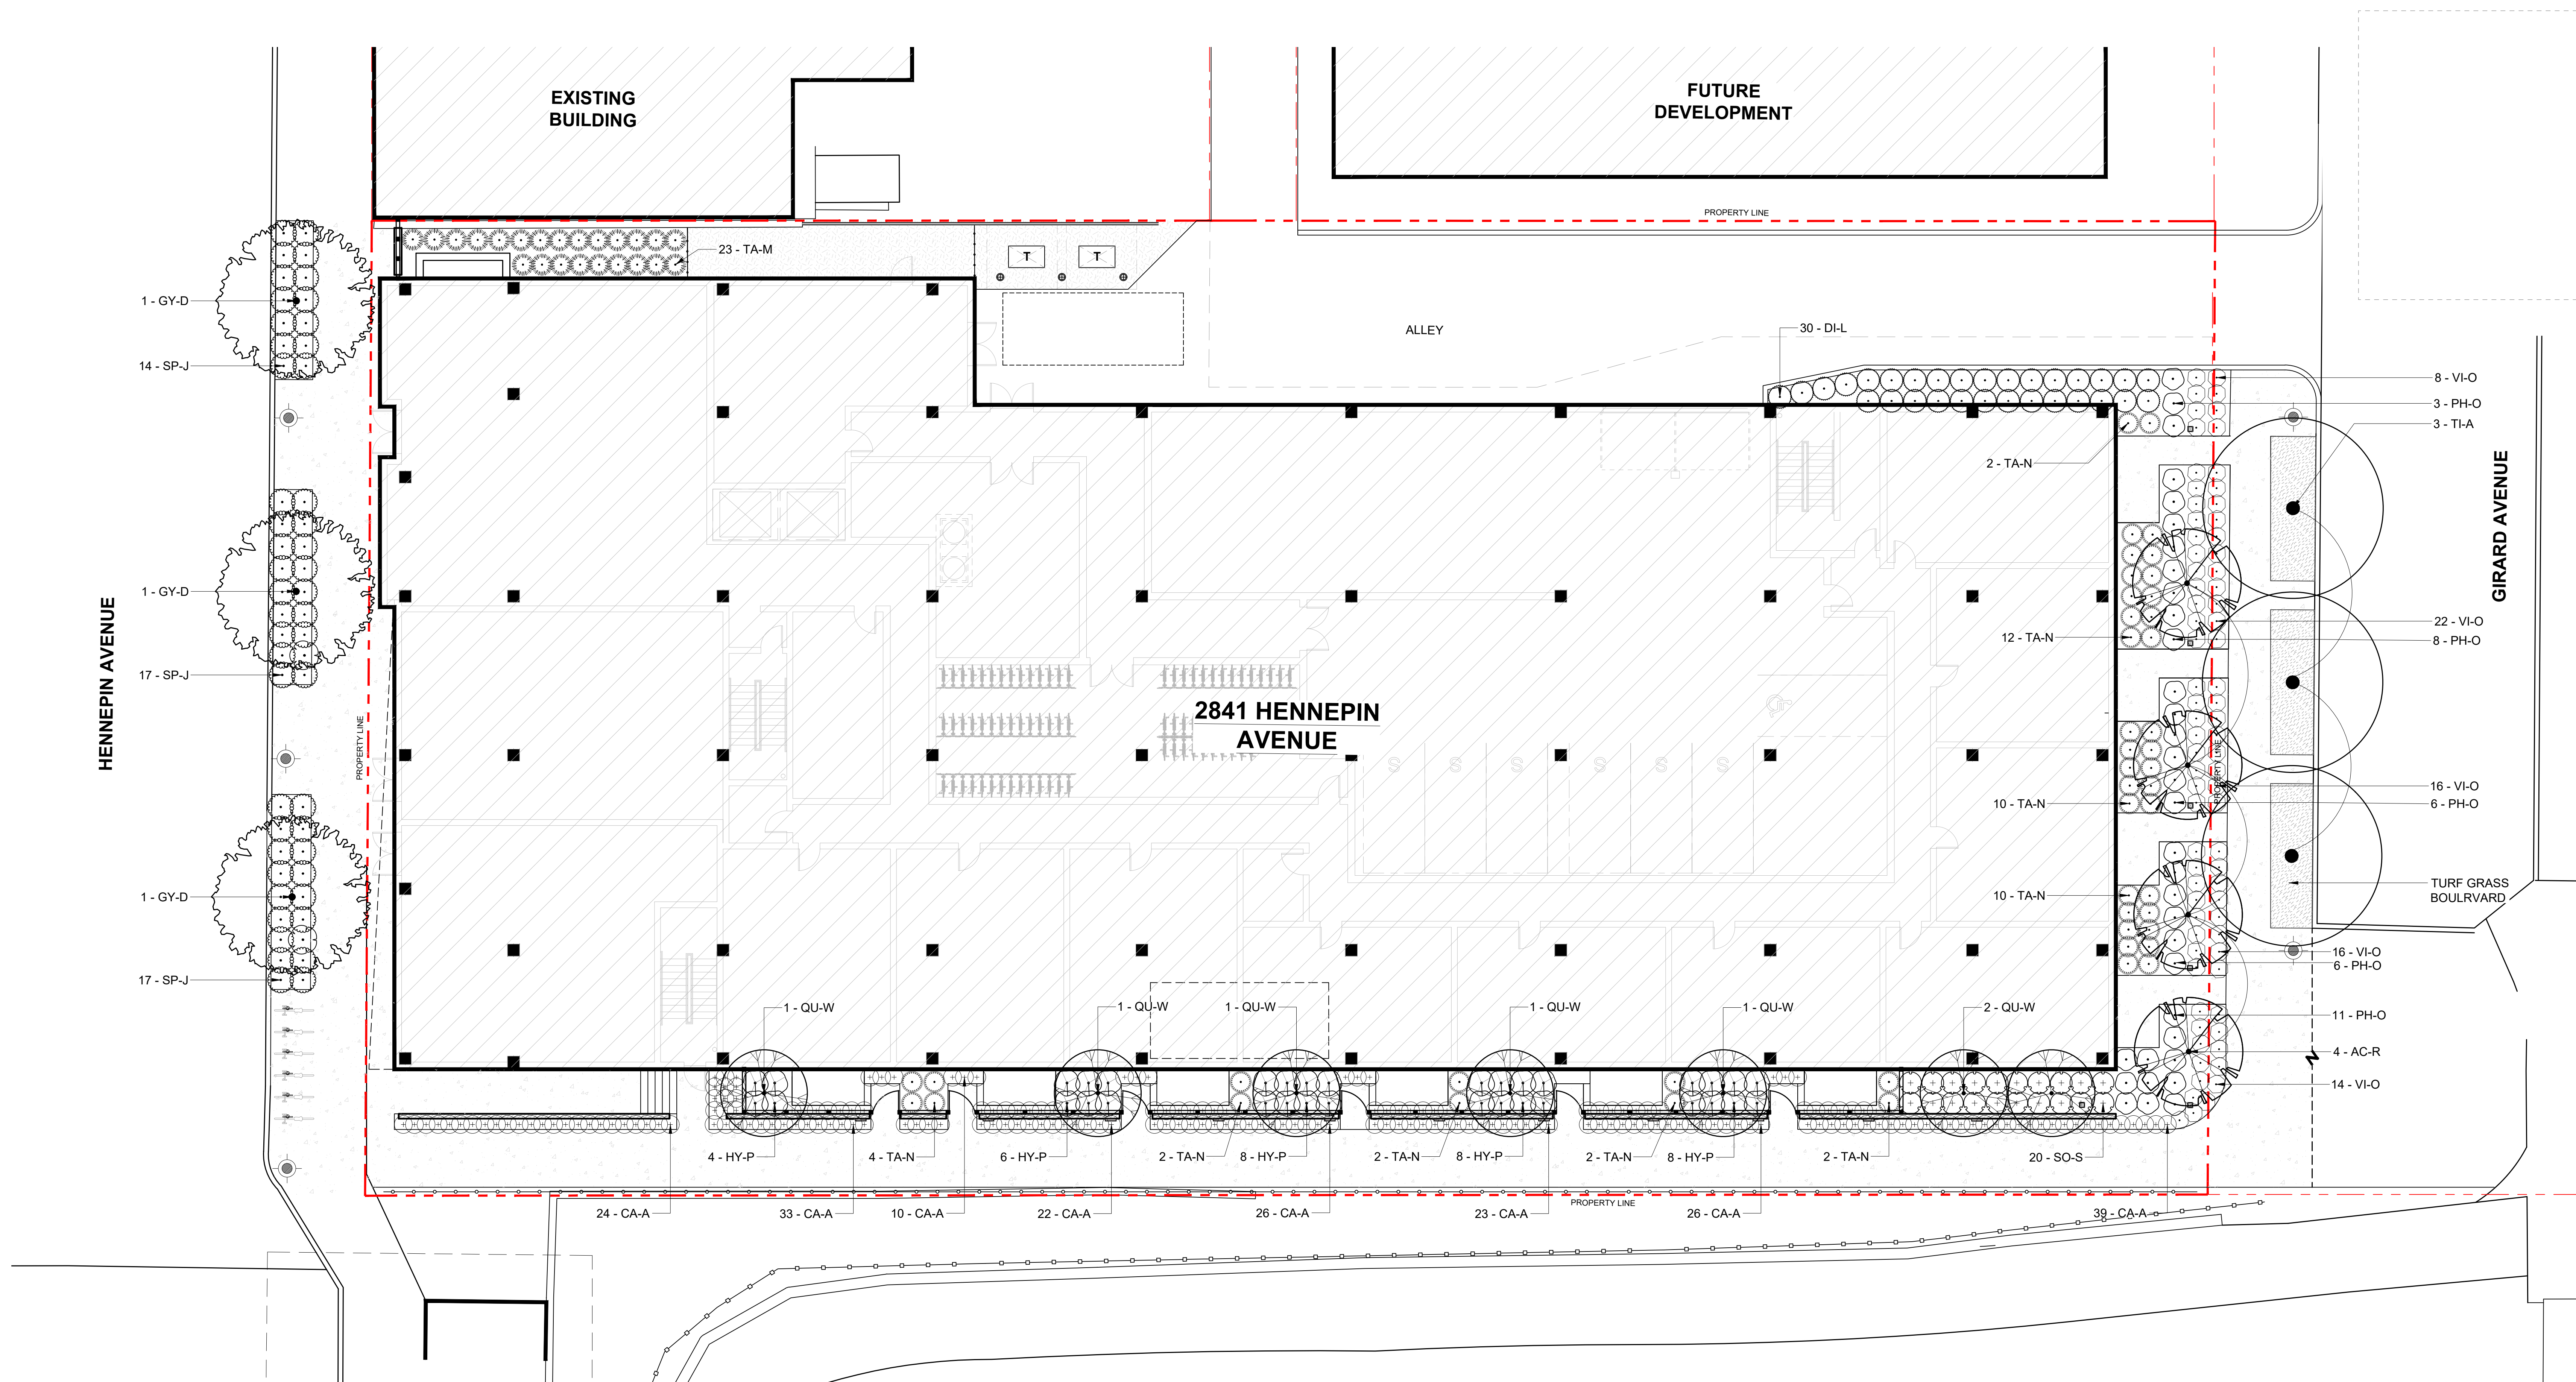 EXISTING
BUILDING
FUTURE
DEVELOPMENT
PROPERTY LINE
23 - TA-M
T
T
1 - GY-D
ALLEY
30 - DI-L
14 - SP-J
8 - VI-O
3 - PH-O
3 - TI-A
2 - TA-N
GIRARD AVENUE
1 - GY-D
22 - VI-O
12 - TA-N
8 - PH-O
HENNEPIN AVENUE
17 - SP-J
2841 HENNEPIN
AVENUE
PROPERTY LINE
PROPERTY LINE
S
S
S
S
S
S
16 - VI-O
10 - TA-N
6 - PH-O
1 - GY-D
10 - TA-N
TURF GRASS
BOULRVARD
16 - VI-O
6 - PH-O
17 - SP-J
1 - QU-W
1 - QU-W
1 - QU-W
1 - QU-W
1 - QU-W
2 - QU-W
11 - PH-O
4 - AC-R
14 - VI-O
4 - HY-P
4 - TA-N
6 - HY-P
2 - TA-N
8 - HY-P
2 - TA-N
8 - HY-P
2 - TA-N
8 - HY-P
2 - TA-N
20 - SO-S
PROPERTY LINE
24 - CA-A
33 - CA-A
10 - CA-A
22 - CA-A
26 - CA-A
23 - CA-A
26 - CA-A
39 - CA-A